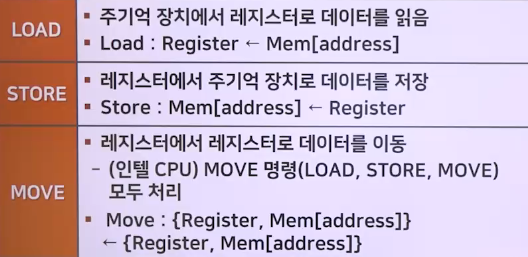 LOAD
▪ 주기억 장치에서 레지스터로 데이터를 읽음
▪ Load : Register ← Mem[address]
STORE
▪ 레지스터에서 주기억 장치로 데이터를 저장
▪ Store : Mem[address] ← Register
MOVE
▪ 레지스터에서 레지스터로 데이터를 이동
– (인텔 CPU) MOVE 명령(LOAD, STORE, MOVE)
모두 처리
▪ Move : {Register, Mem[address]}
← {Register, Mem[address]}